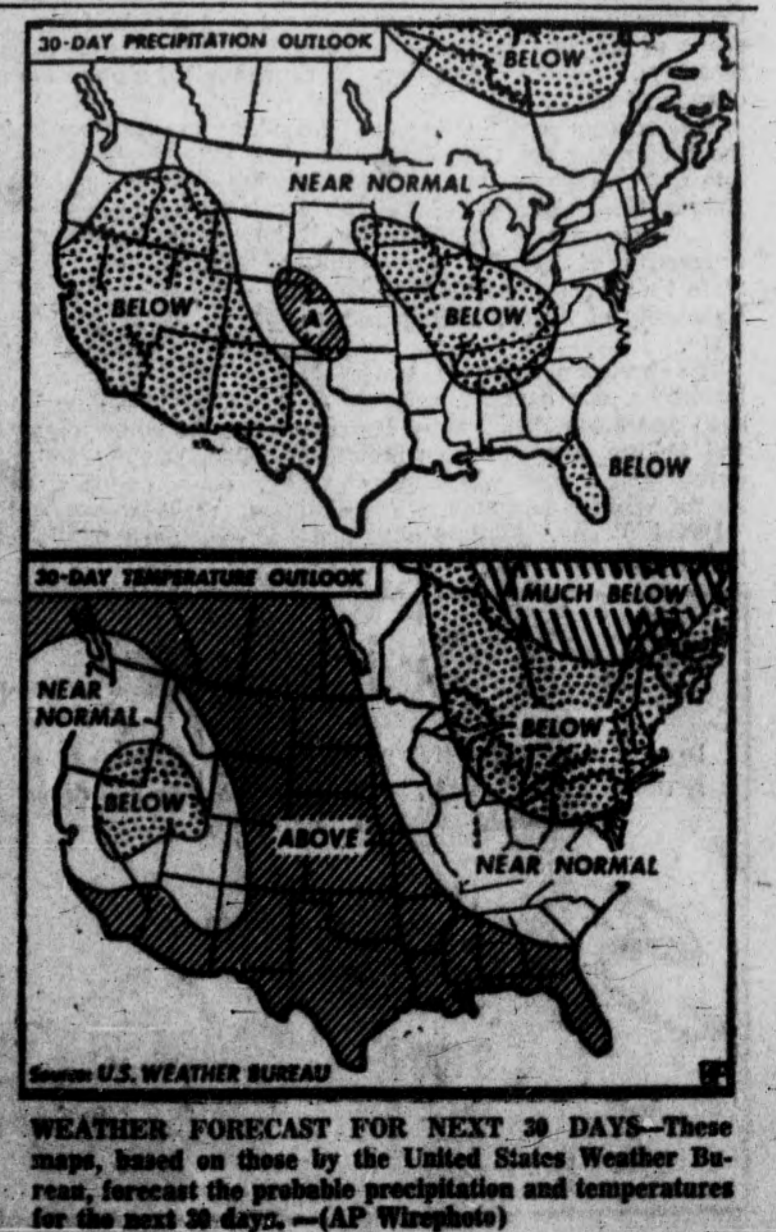 30-DAY PRECIPITATION OUTLOOK
BELOW
NEAR NORMAL
BELOW
A
BELOW
BELOW
30-DAY TEMPERATURE OUTLOOK
MUCH BELOW
NEAR
NORMAL
BELOW
BELOW
ABOVE
NEAR NORMAL
Source: U.S. WEATHER BUREAU
WEATHER FORECAST FOR NEXT 30 DAYS—These
maps, based on those by the United States Weather Bu-
reau, forecast the probable precipitation and temperatures
for the next 30 days. —(AP Wirephoto)